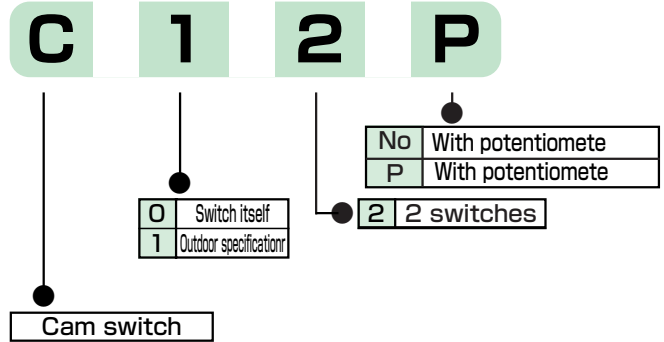 C 1 2 P
No With potentiomete
P With potentiomete
0 Switch itself
2 2 switches
1 Outdoor specificationr
Cam switch